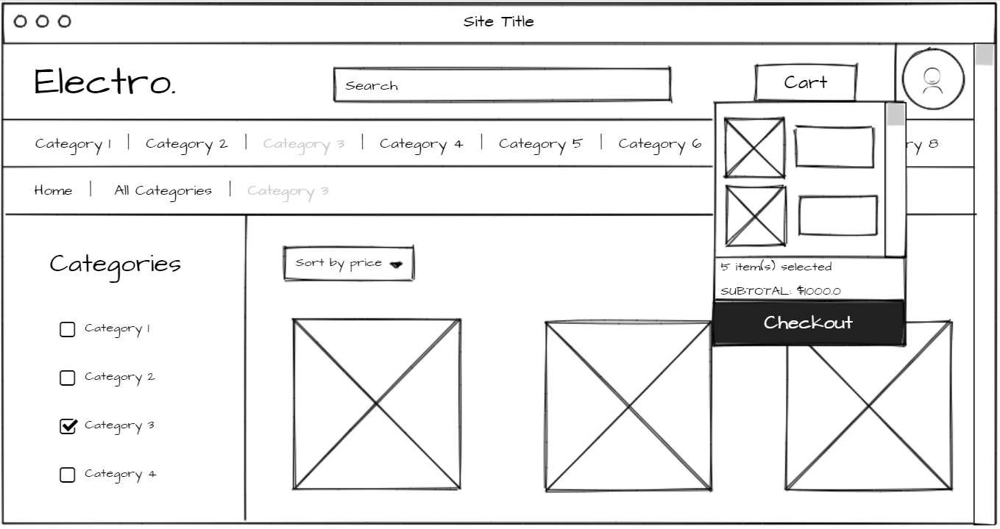 Site Title
Electro.
Search
Cart
Category 1
Category 2
Category 3
Category 4
Category 5
Category 6
ry 8
Home
All Categories
Category 3
Categories
Sort by price
5 item(s) selected
SUBTOTAL: $1000.0
Checkout
Category 1
Category 2
Category 3
Category 4